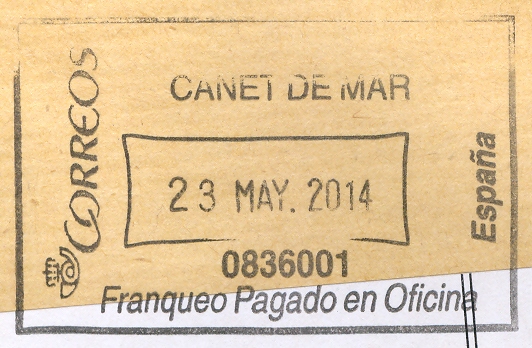 CORREOS
CANET DE MAR
23 MAY. 2014
0836001
España
Franqueo Pagado en Oficina